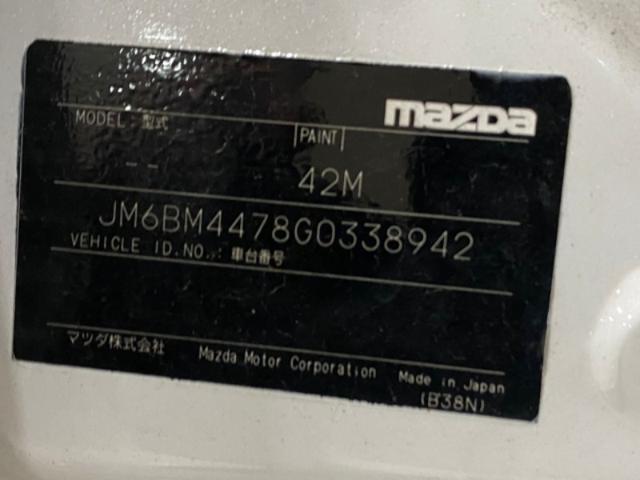 mazda
MODEL : 型式 PAINT
-- 42M
JM6BM4478G0338942
VEHICLE ID.NO.: 車台番号
マツダ株式会社 Mazda Motor Corporation Made in Japan
(B38N)